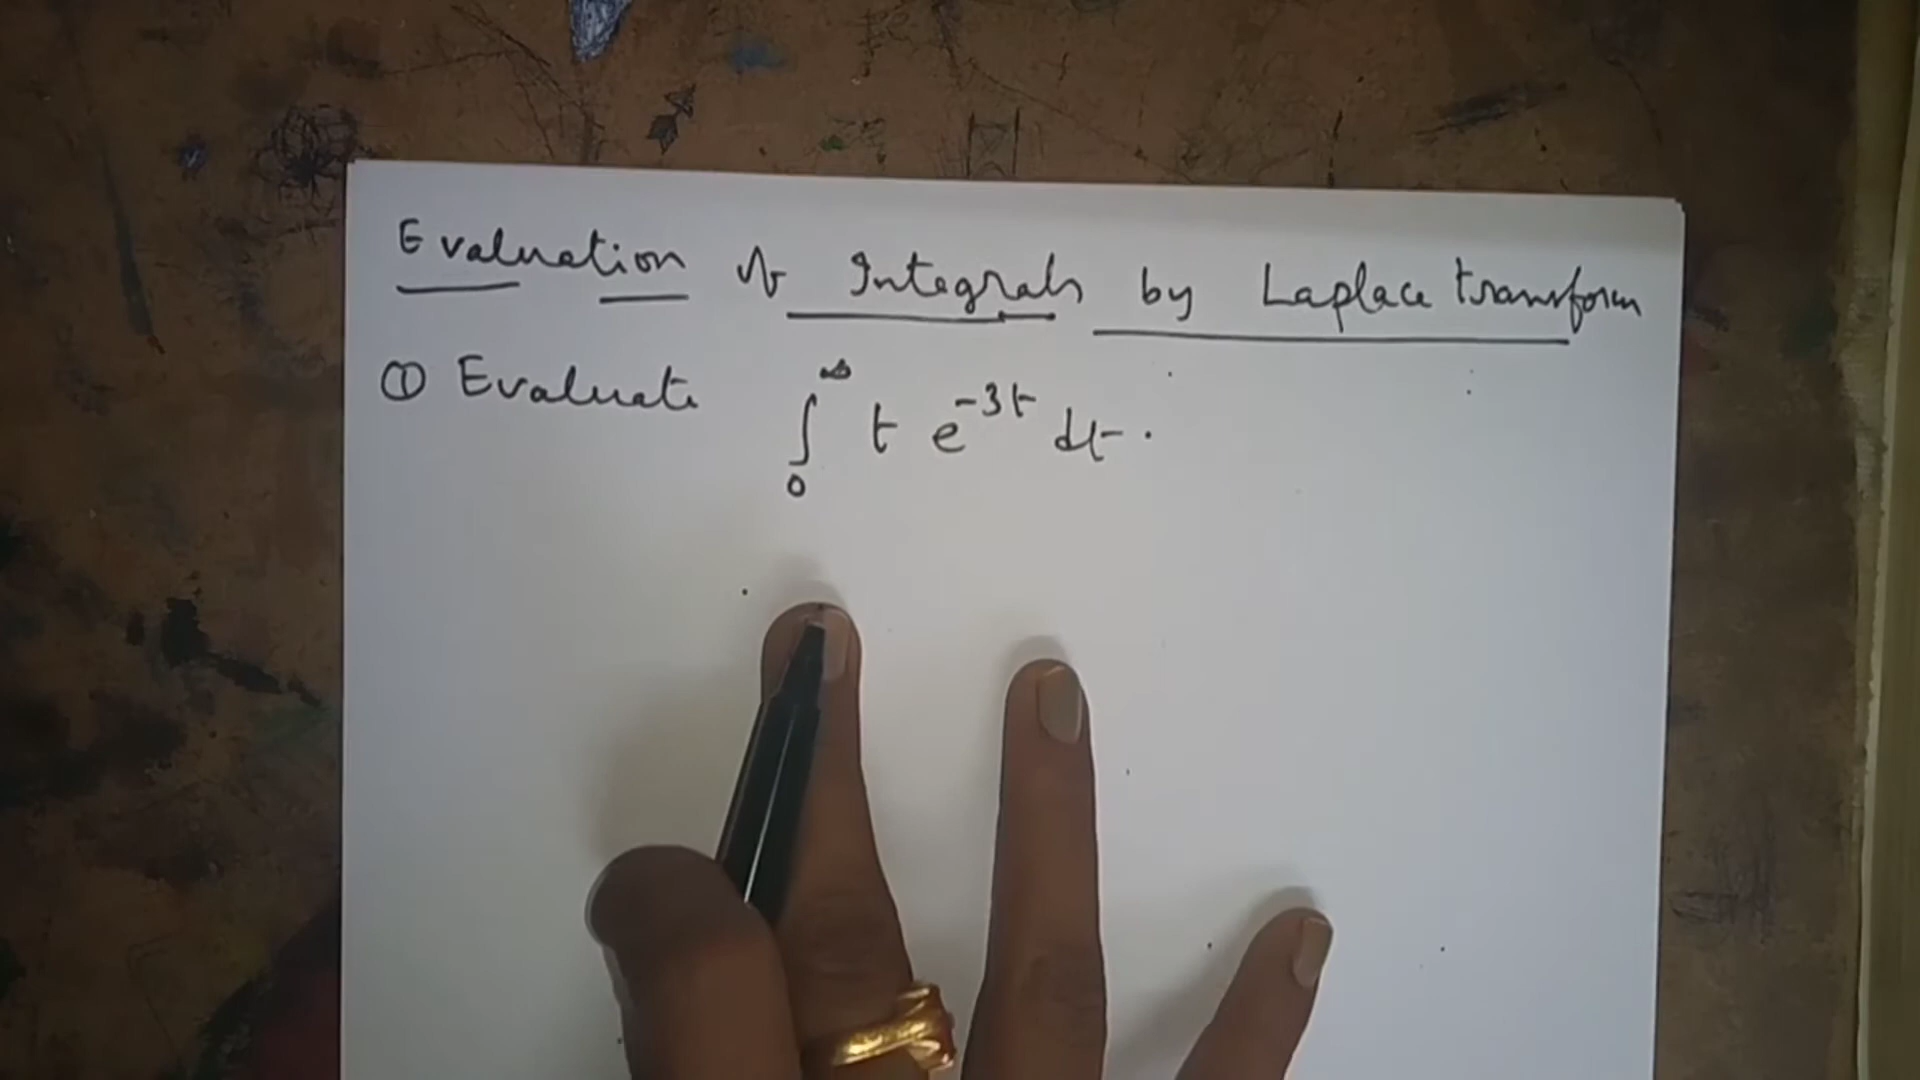 Evaluation of Integrals by Laplace transform
① Evaluate ∫₀^∞ t e^{-3t} dt.